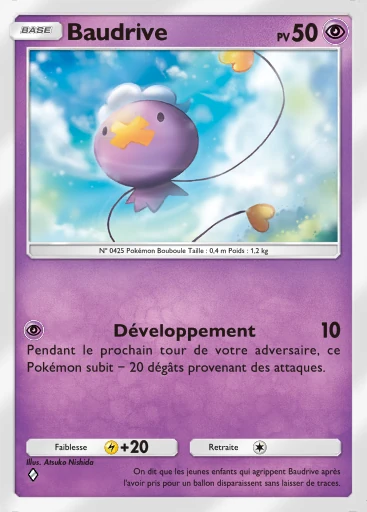 BASE
Baudrive
PV 50
N° 0425 Pokémon Bouboule Taille : 0,4 m Poids : 1,2 kg
Développement 10
Pendant le prochain tour de votre adversaire, ce
Pokémon subit − 20 dégâts provenant des attaques.
Faiblesse +20
Retraite
Illus. Atsuko Nishida
On dit que les jeunes enfants qui agrippent Baudrive après
l'avoir pris pour un ballon disparaissent sans laisser de traces.